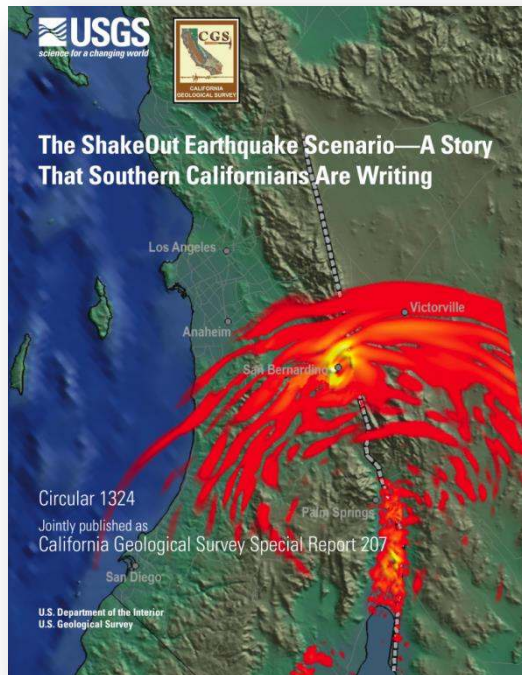 USGS
science for a changing world
CGS
CALIFORNIA
GEOLOGICAL SURVEY
The ShakeOut Earthquake Scenario—A Story
That Southern Californians Are Writing
Los Angeles
Victorville
Anaheim
San Bernardino
Circular 1324
Palm Springs
Jointly published as
California Geological Survey Special Report 207
San Diego
U.S. Department of the Interior
U.S. Geological Survey